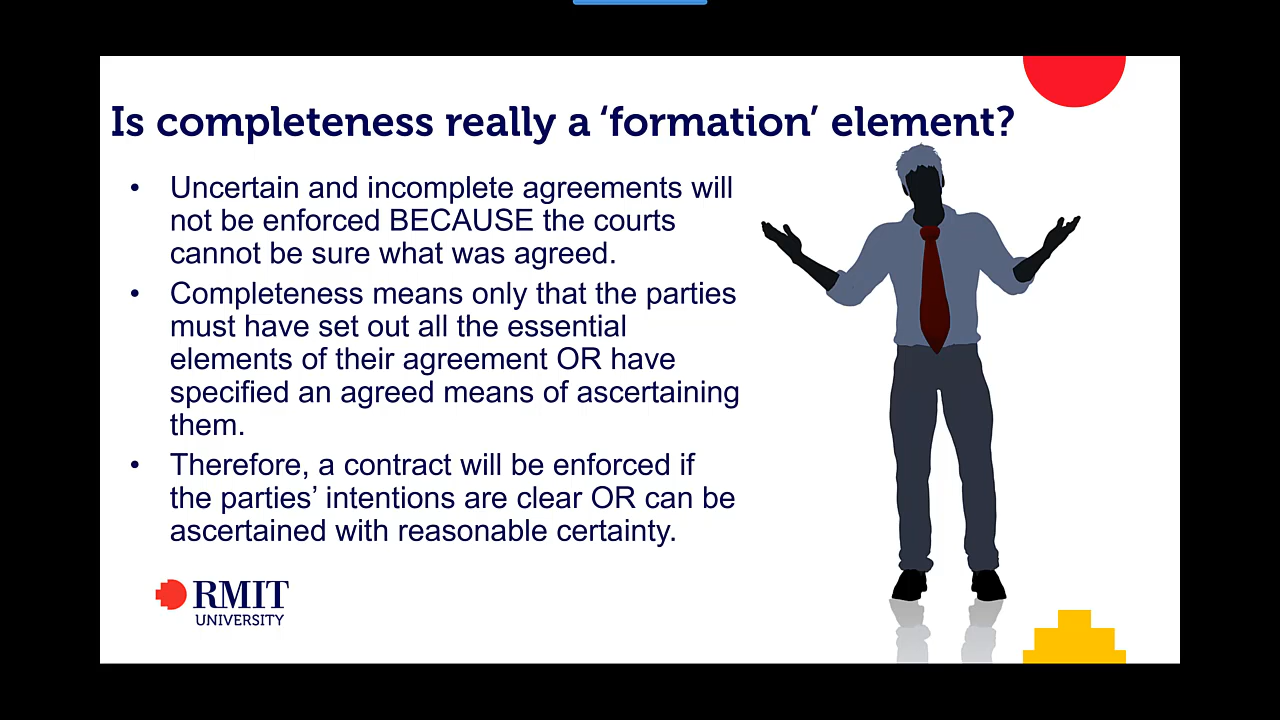 Is completeness really a ‘formation’ element?
• Uncertain and incomplete agreements will
not be enforced BECAUSE the courts
cannot be sure what was agreed.
• Completeness means only that the parties
must have set out all the essential
elements of their agreement OR have
specified an agreed means of ascertaining
them.
• Therefore, a contract will be enforced if
the parties’ intentions are clear OR can be
ascertained with reasonable certainty.
RMIT
UNIVERSITY